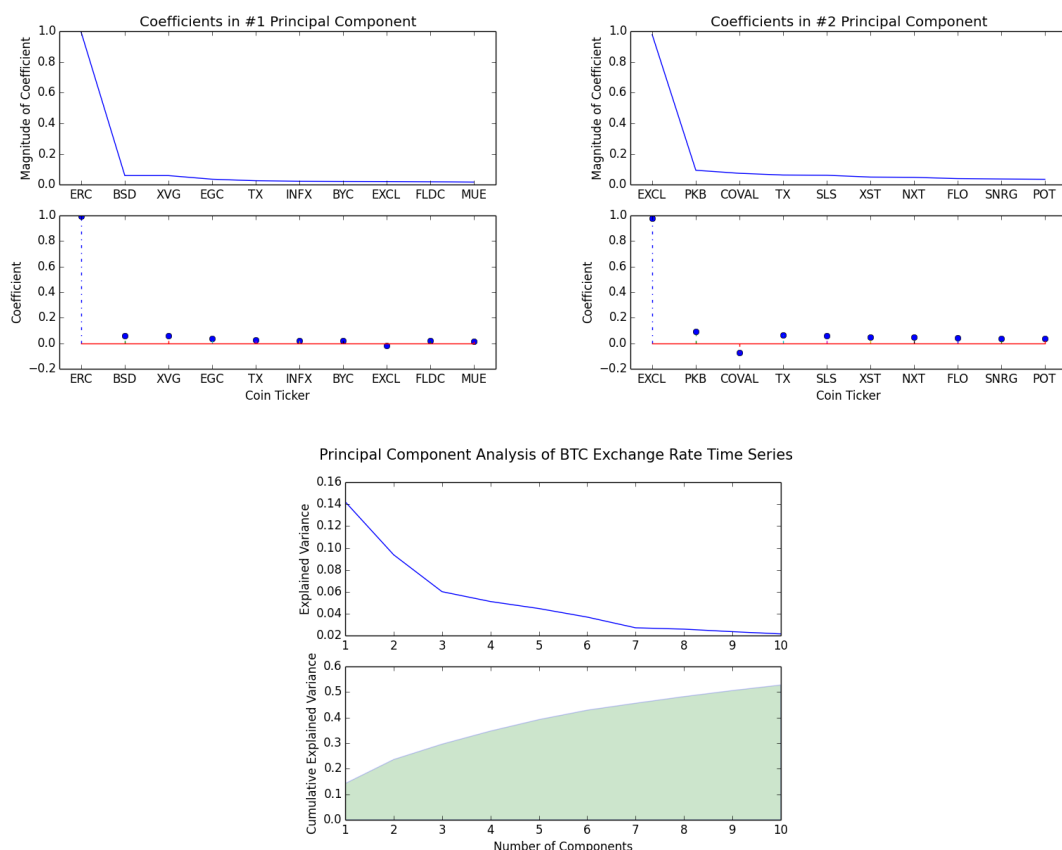 Coefficients in #1 Principal Component
Magnitude of Coefficient
1.0
0.8
0.6
0.4
0.2
0.0
ERC BSD XVG EGC TX INFX BYC EXCL FLDC MUE
Coefficient
1.0
0.8
0.6
0.4
0.2
0.0
−0.2
ERC BSD XVG EGC TX INFX BYC EXCL FLDC MUE
Coin Ticker
Coefficients in #2 Principal Component
Magnitude of Coefficient
1.0
0.8
0.6
0.4
0.2
0.0
EXCL PKB COVAL TX SLS XST NXT FLO SNRG POT
Coefficient
1.0
0.8
0.6
0.4
0.2
0.0
−0.2
EXCL PKB COVAL TX SLS XST NXT FLO SNRG POT
Coin Ticker
Principal Component Analysis of BTC Exchange Rate Time Series
Explained Variance
0.16
0.14
0.12
0.10
0.08
0.06
0.04
0.02
1 2 3 4 5 6 7 8 9 10
Cumulative Explained Variance
0.6
0.5
0.4
0.3
0.2
0.1
0.0
1 2 3 4 5 6 7 8 9 10
Number of Components